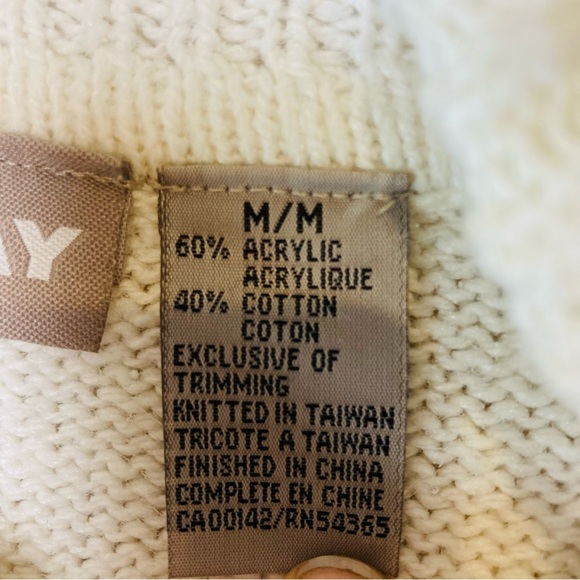 AY
M/M
60% ACRYLIC
ACRYLIQUE
40% COTTON
COTON
EXCLUSIVE OF
TRIMMING
KNITTED IN TAIWAN
TRICOTE A TAIWAN
FINISHED IN CHINA
COMPLETE EN CHINE
CA00142/RN54365